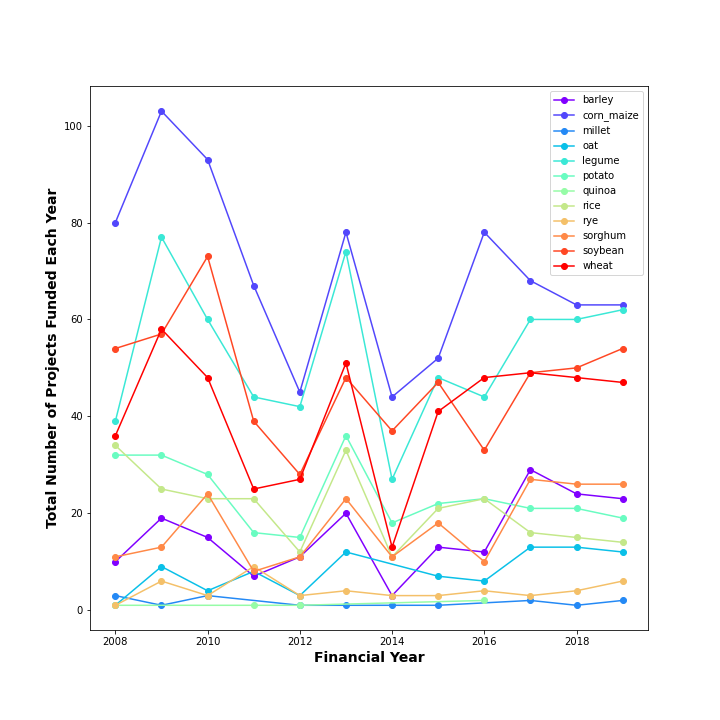 barley
corn_maize
millet
oat
legume
potato
quinoa
rice
rye
sorghum
soybean
wheat
100
80
60
40
20
0
Total Number of Projects Funded Each Year
2008 2010 2012 2014 2016 2018
Financial Year